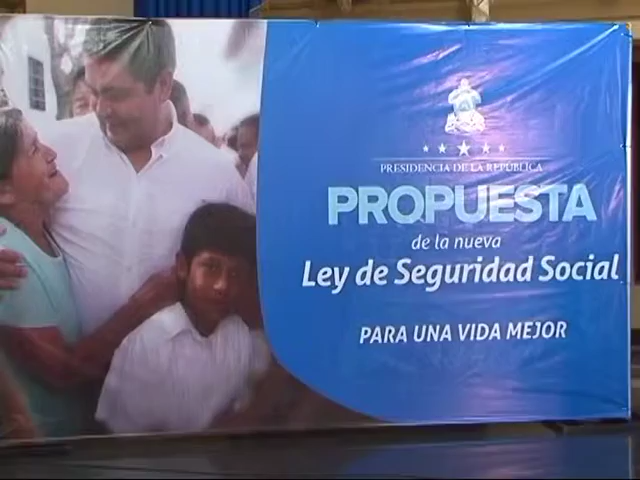 PRESIDENCIA DE LA REPÚBLICA
PROPUESTA
de la nueva
Ley de Seguridad Social
PARA UNA VIDA MEJOR